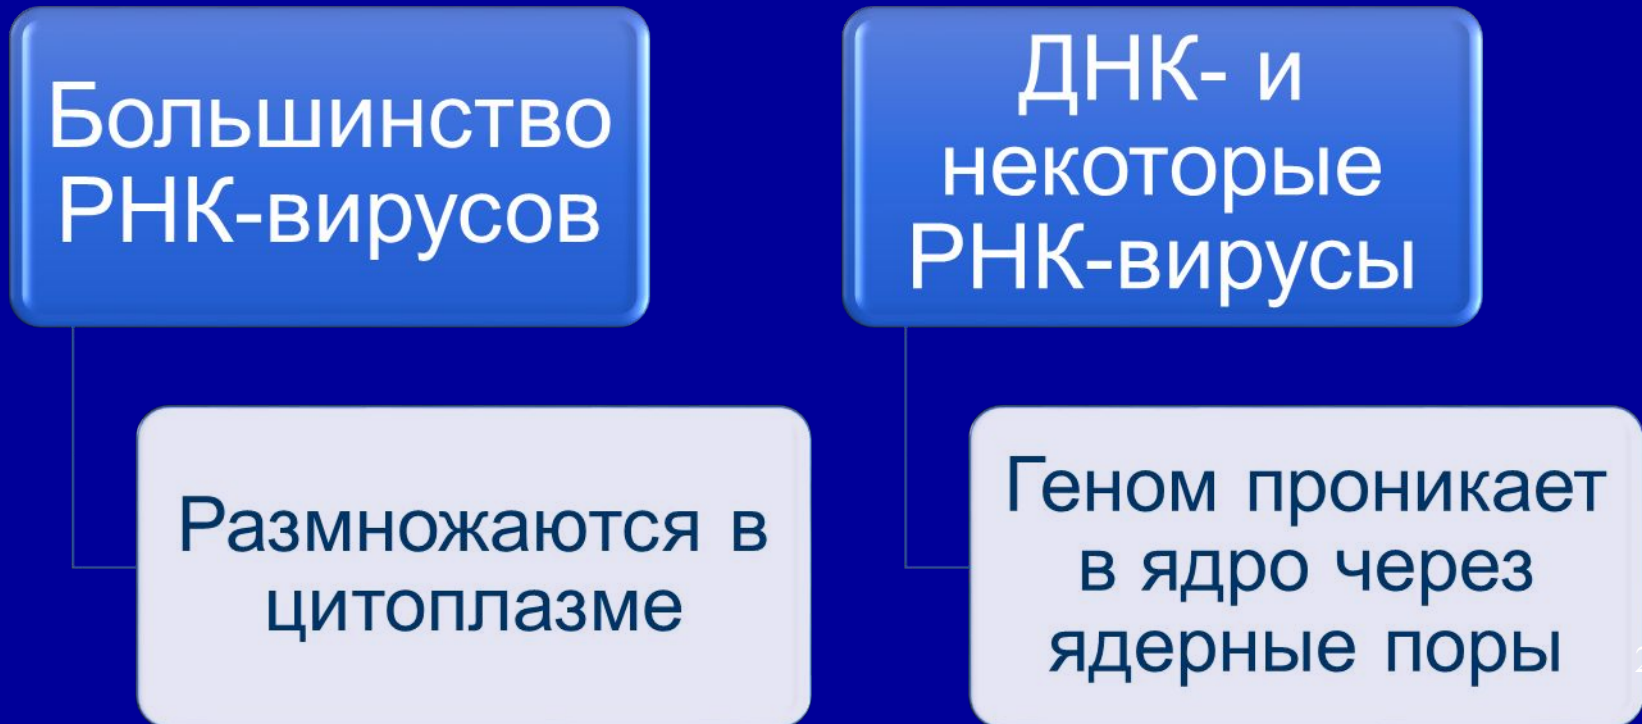 Большинство
РНК-вирусов
Размножаются в
цитоплазме
ДНК- и
некоторые
РНК-вирусы
Геном проникает
в ядро через
ядерные поры